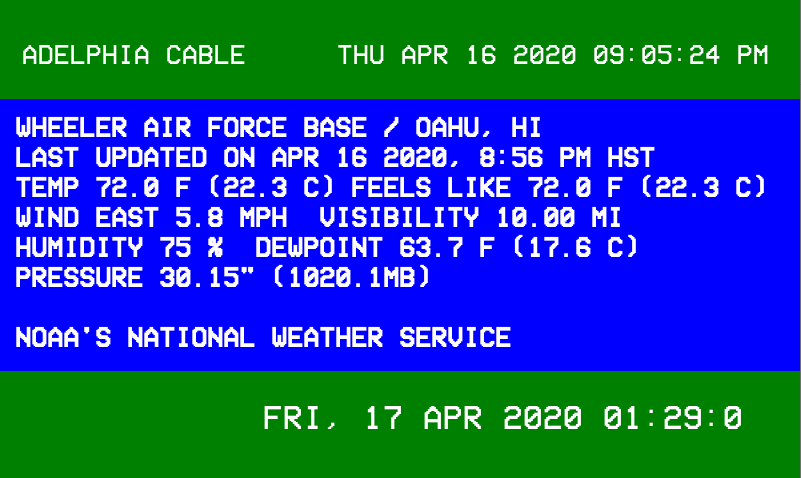 ADELPHIA CABLE THU APR 16 2020 09:05:24 PM
WHEELER AIR FORCE BASE / OAHU, HI
LAST UPDATED ON APR 16 2020, 8:56 PM HST
TEMP 72.0 F (22.3 C) FEELS LIKE 72.0 F (22.3 C)
WIND EAST 5.8 MPH VISIBILITY 10.00 MI
HUMIDITY 75 % DEWPOINT 63.7 F (17.6 C)
PRESSURE 30.15" (1020.1MB)
NOAA'S NATIONAL WEATHER SERVICE
FRI, 17 APR 2020 01:29:0